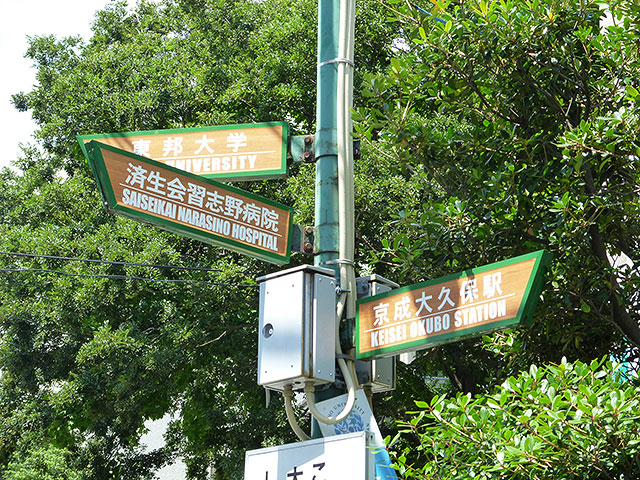 東邦大学
UNIVERSITY
済生会習志野病院
SAISEIKAI NARASINO HOSPITAL
京成大久保駅
KEISEI OKUBO STATION